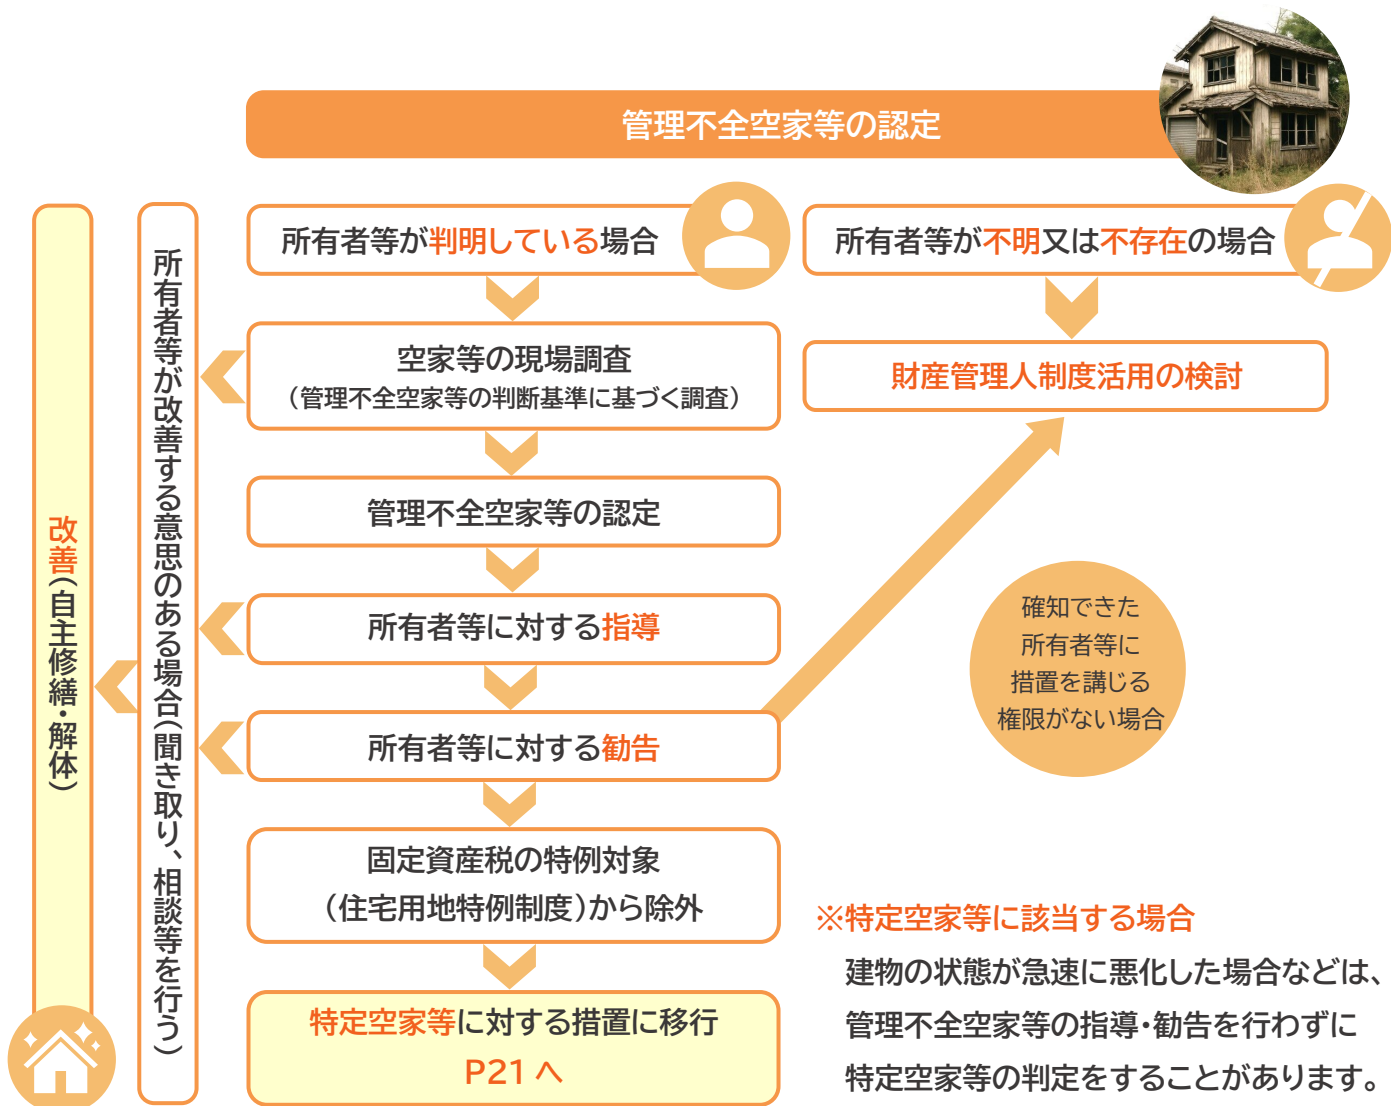 管理不全空家等の認定
所有者等が判明している場合
空家等の現場調査
（管理不全空家等の判断基準に基づく調査）
管理不全空家等の認定
所有者等に対する指導
所有者等に対する勧告
固定資産税の特例対象
（住宅用地特例制度）から除外
特定空家等に対する措置に移行
P21 へ
所有者等が改善する意思のある場合（聞き取り、相談等を行う）
改善（自主修繕・解体）
所有者等が不明又は不存在の場合
財産管理人制度活用の検討
確知できた
所有者等に
措置を講じる
権限がない場合
※特定空家等に該当する場合
建物の状態が急速に悪化した場合などは、
管理不全空家等の指導・勧告を行わずに
特定空家等の判定をすることがあります。